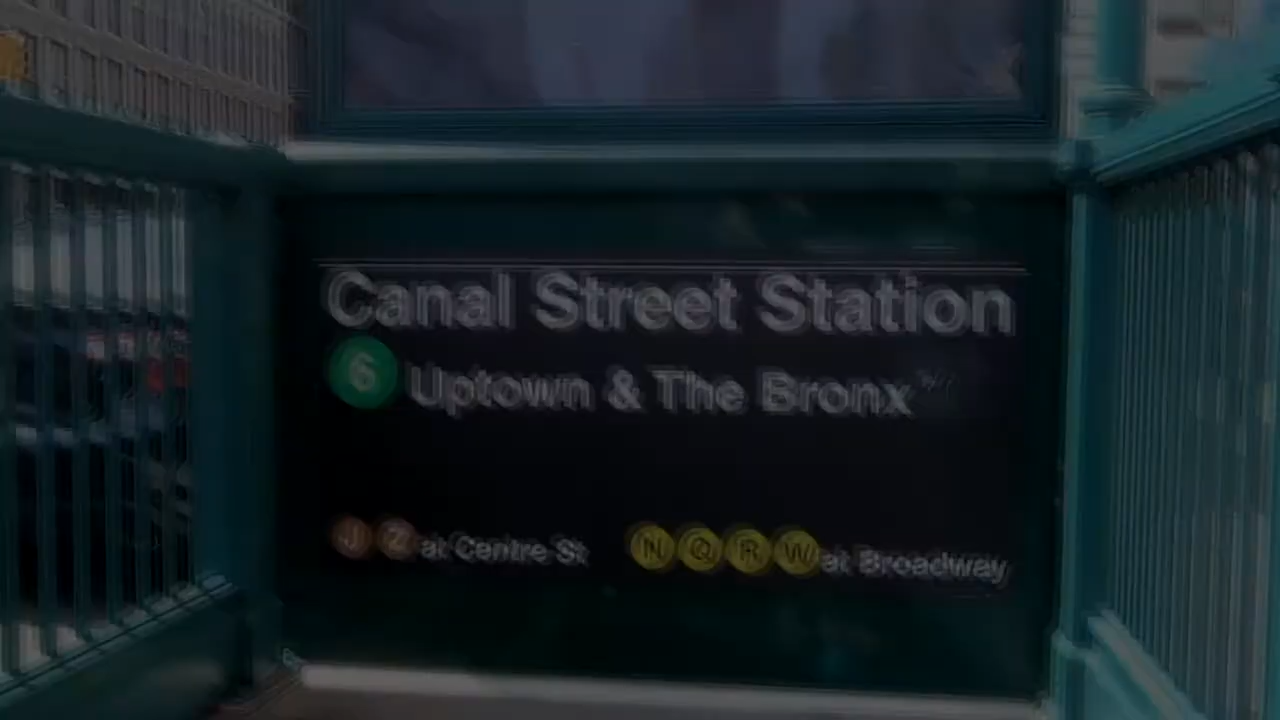 Canal Street Station
6 Uptown & The Bronx
J Z at Centre St
N Q R W at Broadway